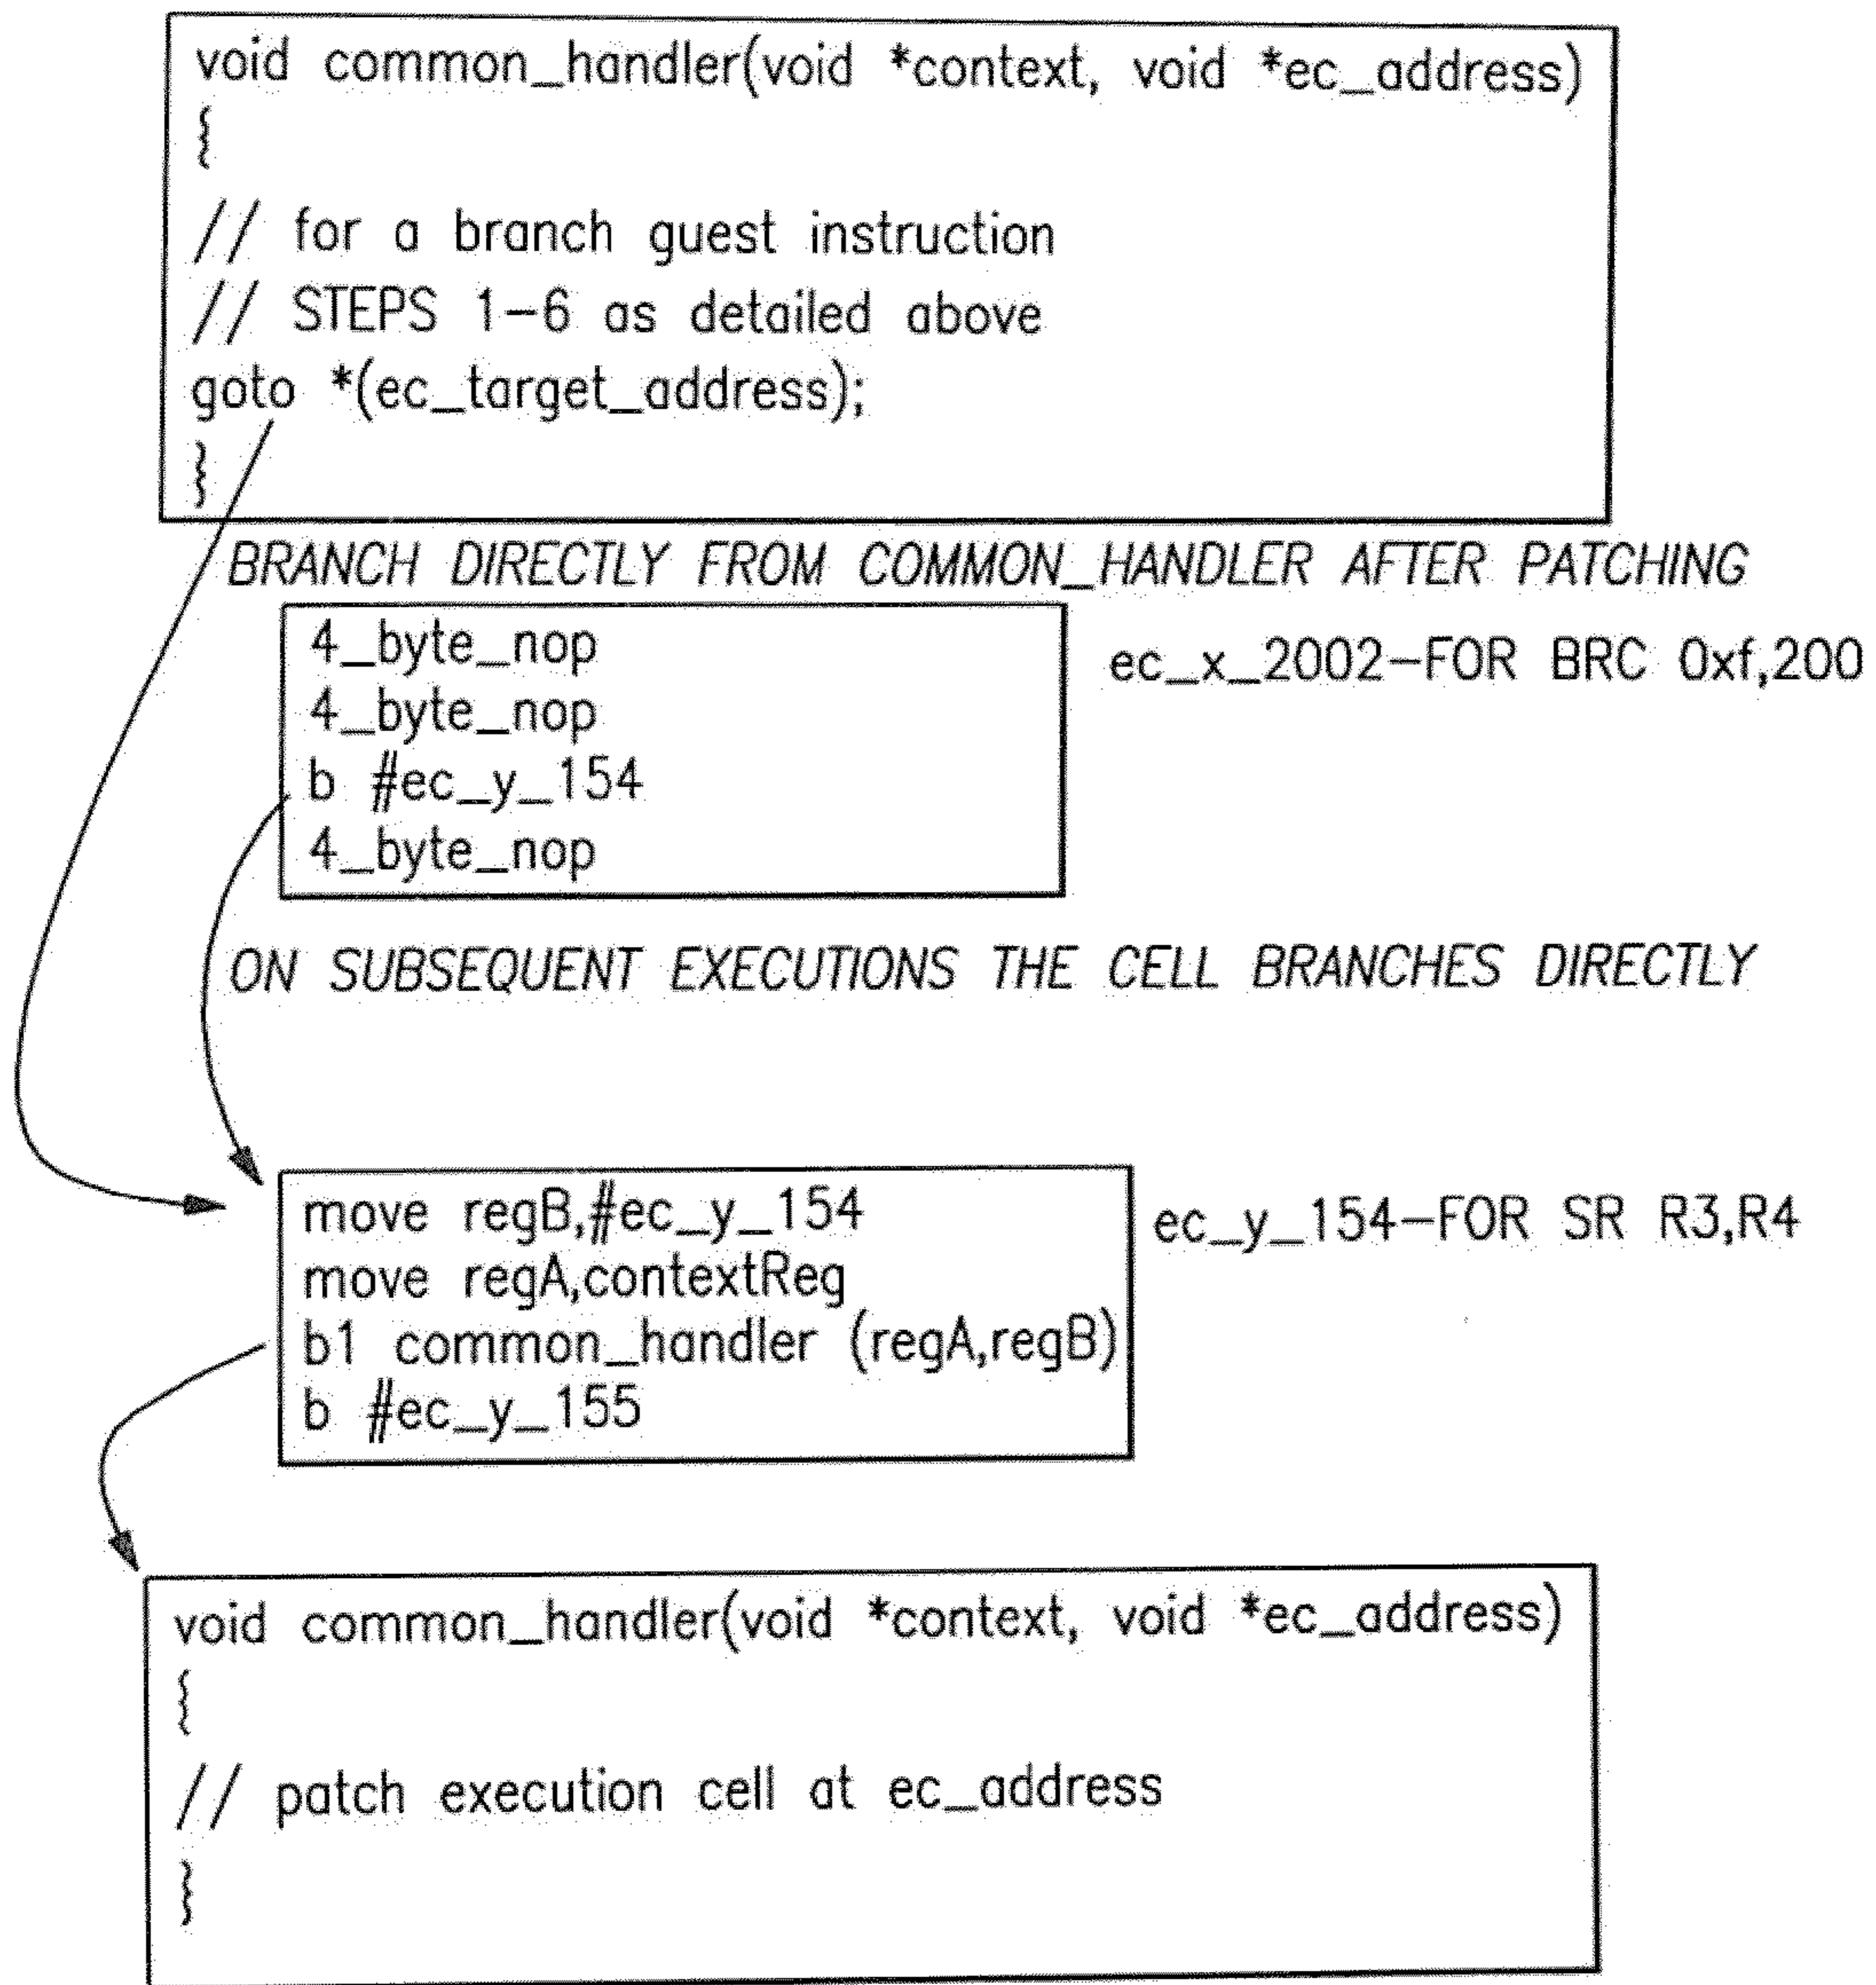 void common_handler(void *context, void *ec_address)
{
// for a branch guest instruction
// STEPS 1-6 as detailed above
goto *(ec_target_address);
}
BRANCH DIRECTLY FROM COMMON_HANDLER AFTER PATCHING
4_byte_nop
4_byte_nop
b #ec_y_154
4_byte_nop
ec_x_2002-FOR BRC 0xf,200
ON SUBSEQUENT EXECUTIONS THE CELL BRANCHES DIRECTLY
move regB,#ec_y_154
move regA,contextReg
b1 common_handler (regA,regB)
b #ec_y_155
ec_y_154-FOR SR R3,R4
void common_handler(void *context, void *ec_address)
{
// patch execution cell at ec_address
}